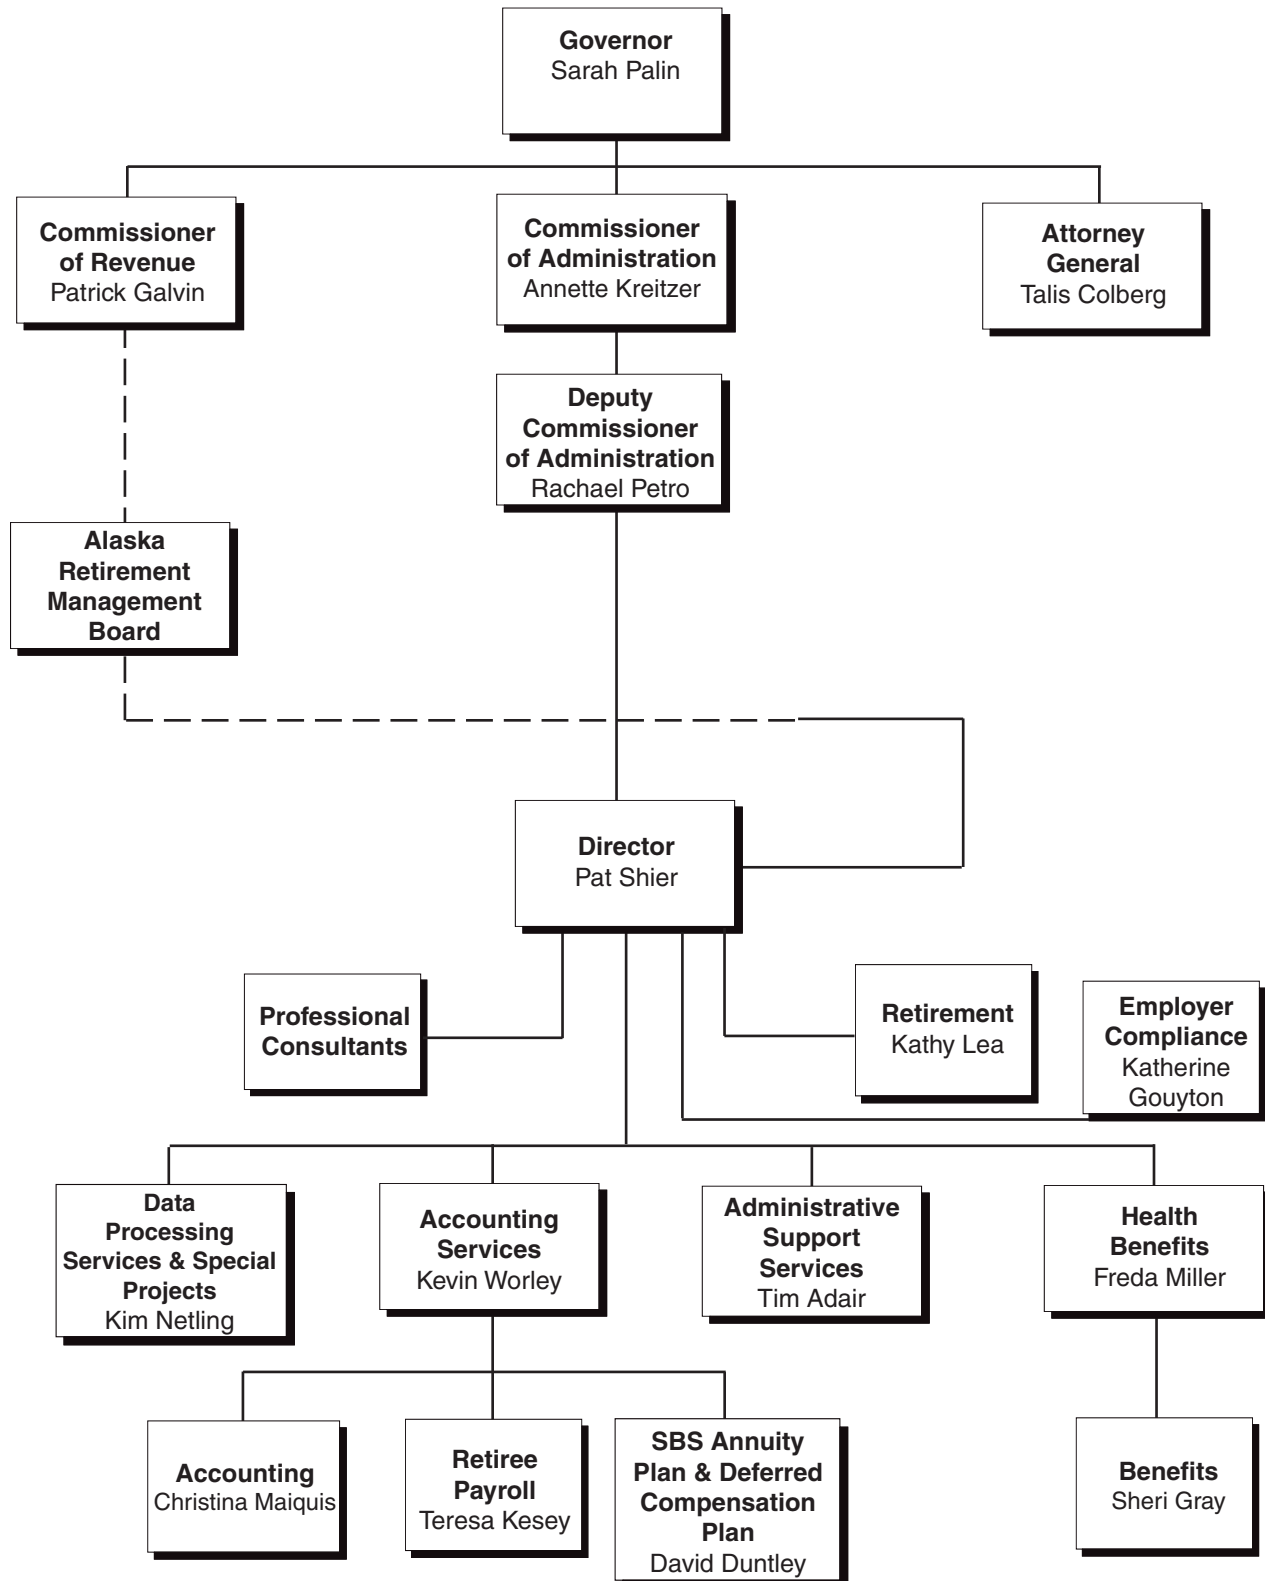 Governor
Sarah Palin
Commissioner
of Revenue
Patrick Galvin
Commissioner
of Administration
Annette Kreitzer
Attorney
General
Talis Colberg
Deputy
Commissioner
of Administration
Rachael Petro
Alaska
Retirement
Management
Board
Director
Pat Shier
Professional
Consultants
Retirement
Kathy Lea
Employer
Compliance
Katherine
Gouyton
Data
Processing
Services & Special
Projects
Kim Netling
Accounting
Services
Kevin Worley
Administrative
Support
Services
Tim Adair
Health
Benefits
Freda Miller
Accounting
Christina Maiquis
Retiree
Payroll
Teresa Kesey
SBS Annuity
Plan & Deferred
Compensation
Plan
David Duntley
Benefits
Sheri Gray